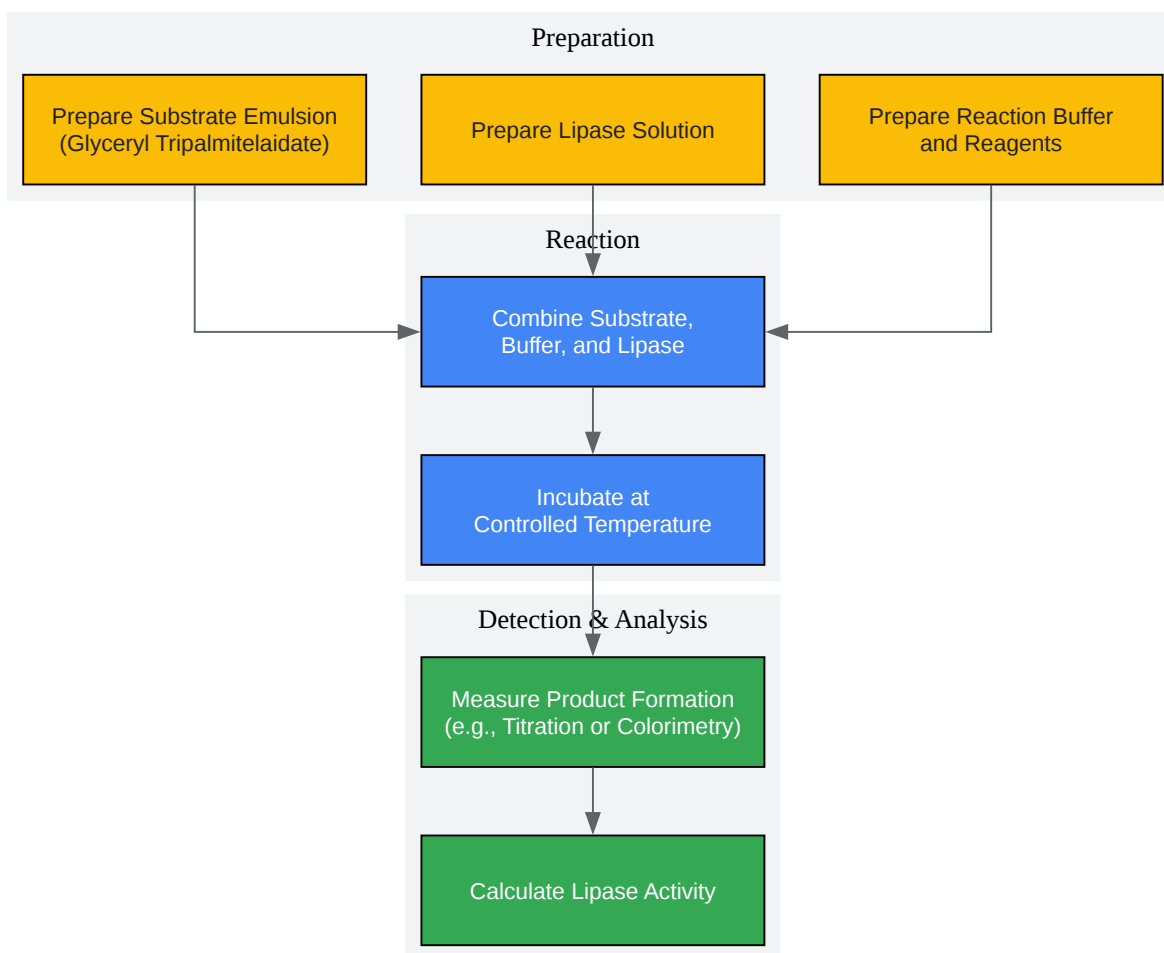 Preparation
Prepare Substrate Emulsion
(Glyceryl Tripalmitelaidate)
Prepare Lipase Solution
Prepare Reaction Buffer
and Reagents
Reaction
Combine Substrate,
Buffer, and Lipase
Incubate at
Controlled Temperature
Detection & Analysis
Measure Product Formation
(e.g., Titration or Colorimetry)
Calculate Lipase Activity